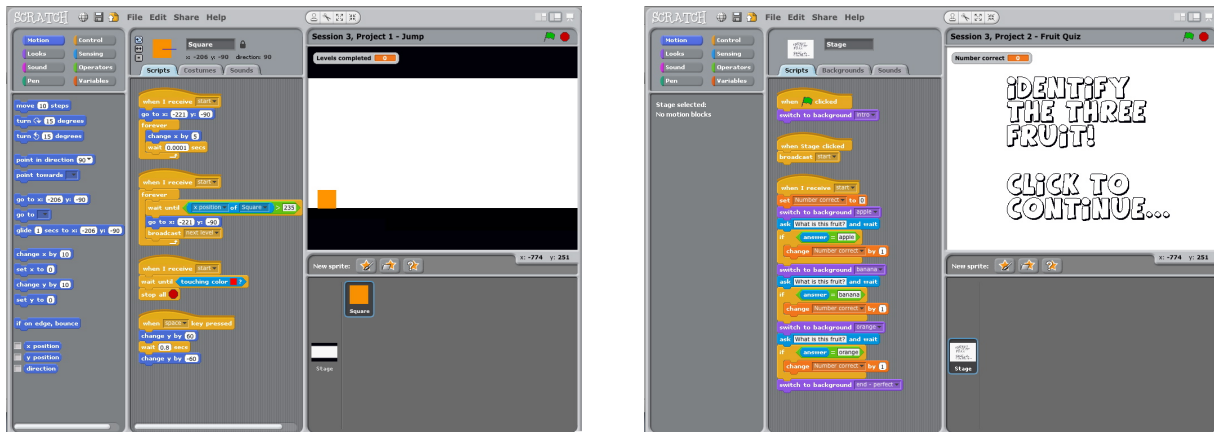 SCRATCH File Edit Share Help
Motion Control
Looks Sensing
Sound Operators
Pen Variables
move 10 steps
turn 15 degrees
turn 15 degrees
point in direction 90
point towards
go to x: -206 y: -90
go to
glide 1 secs to x: -206 y: -90
change x by 10
set x to 0
change y by 10
set y to 0
if on edge, bounce
x position
y position
direction
Square
x: -206 y: -90 direction: 90
Scripts Costumes Sounds
when I receive start
go to x: -221 y: -90
forever
change x by 5
wait 0.0001 secs
when I receive start
forever
wait until x position of Square > 235
go to x: -221 y: -90
broadcast next level
when I receive start
wait until touching color ?
stop all
when space key pressed
change y by 60
wait 0.8 secs
change y by -60
Session 3, Project 1 - Jump
Levels completed 0
x: -774 y: 251
New sprite:
Square
Stage
SCRATCH File Edit Share Help
Motion Control
Looks Sensing
Sound Operators
Pen Variables
Stage selected:
No motion blocks
Stage
Scripts Backgrounds Sounds
when clicked
switch to background intro
when Stage clicked
broadcast start
when I receive start
set Number correct to 0
switch to background apple
ask What is this fruit? and wait
if answer = apple
change Number correct by 1
switch to background banana
ask What is this fruit? and wait
if answer = banana
change Number correct by 1
switch to background orange
ask What is this fruit? and wait
if answer = orange
change Number correct by 1
switch to background end - perfect
Session 3, Project 2 - Fruit Quiz
Number correct 0
IDENTIFY
THE THREE
FRUIT!
CLICK TO
CONTINUE...
x: -774 y: 251
New sprite:
Stage